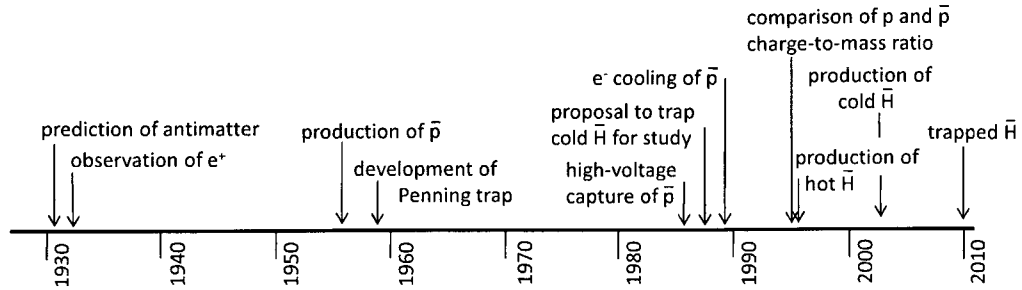 comparison of p and p̄
charge-to-mass ratio
e⁻ cooling of p̄
production of
cold H̄
proposal to trap
cold H̄ for study
prediction of antimatter
production of p̄
trapped H̄
observation of e⁺
development of
Penning trap
high-voltage
capture of p̄
production of
hot H̄
1930
1940
1950
1960
1970
1980
1990
2000
2010